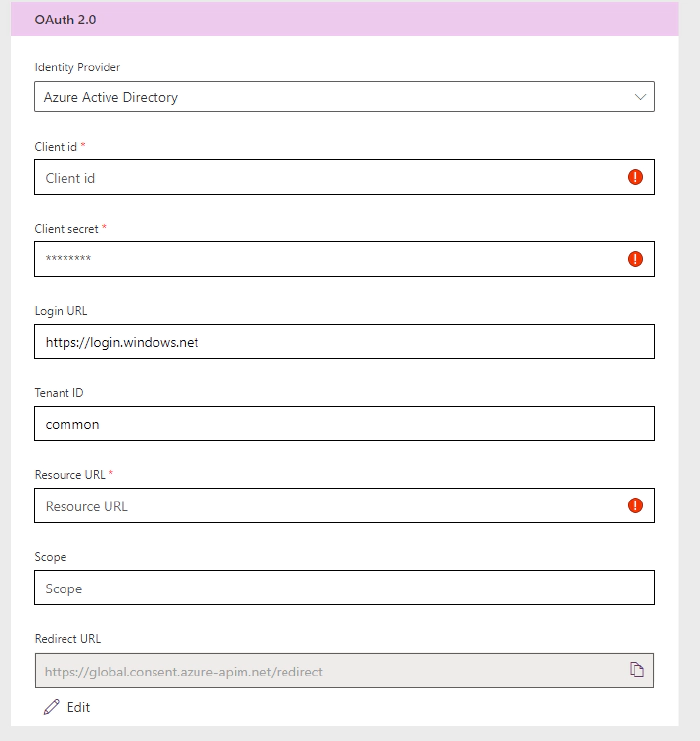 OAuth 2.0
Identity Provider
Azure Active Directory
Client id *
Client id
Client secret *
********
Login URL
https://login.windows.net
Tenant ID
common
Resource URL *
Resource URL
Scope
Scope
Redirect URL
https://global.consent.azure-apim.net/redirect
Edit